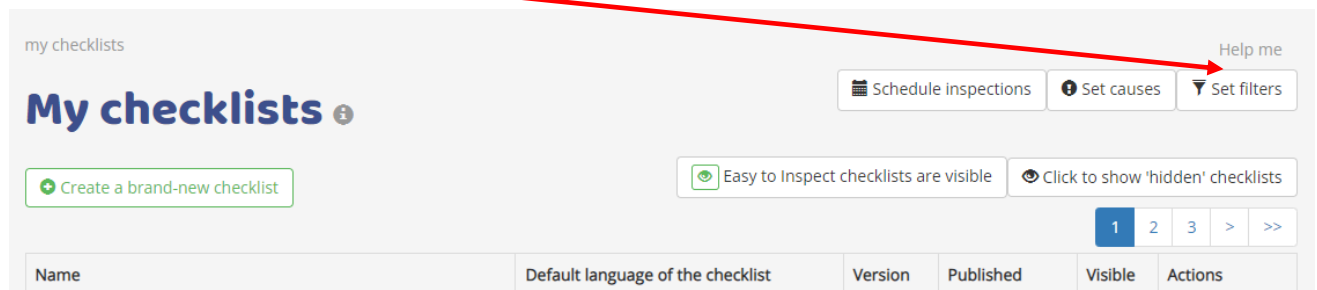 my checklists
Help me
Schedule inspections Set causes Set filters
My checklists
Create a brand-new checklist
Easy to Inspect checklists are visible Click to show 'hidden' checklists
1 2 3 > >>
Name Default language of the checklist Version Published Visible Actions